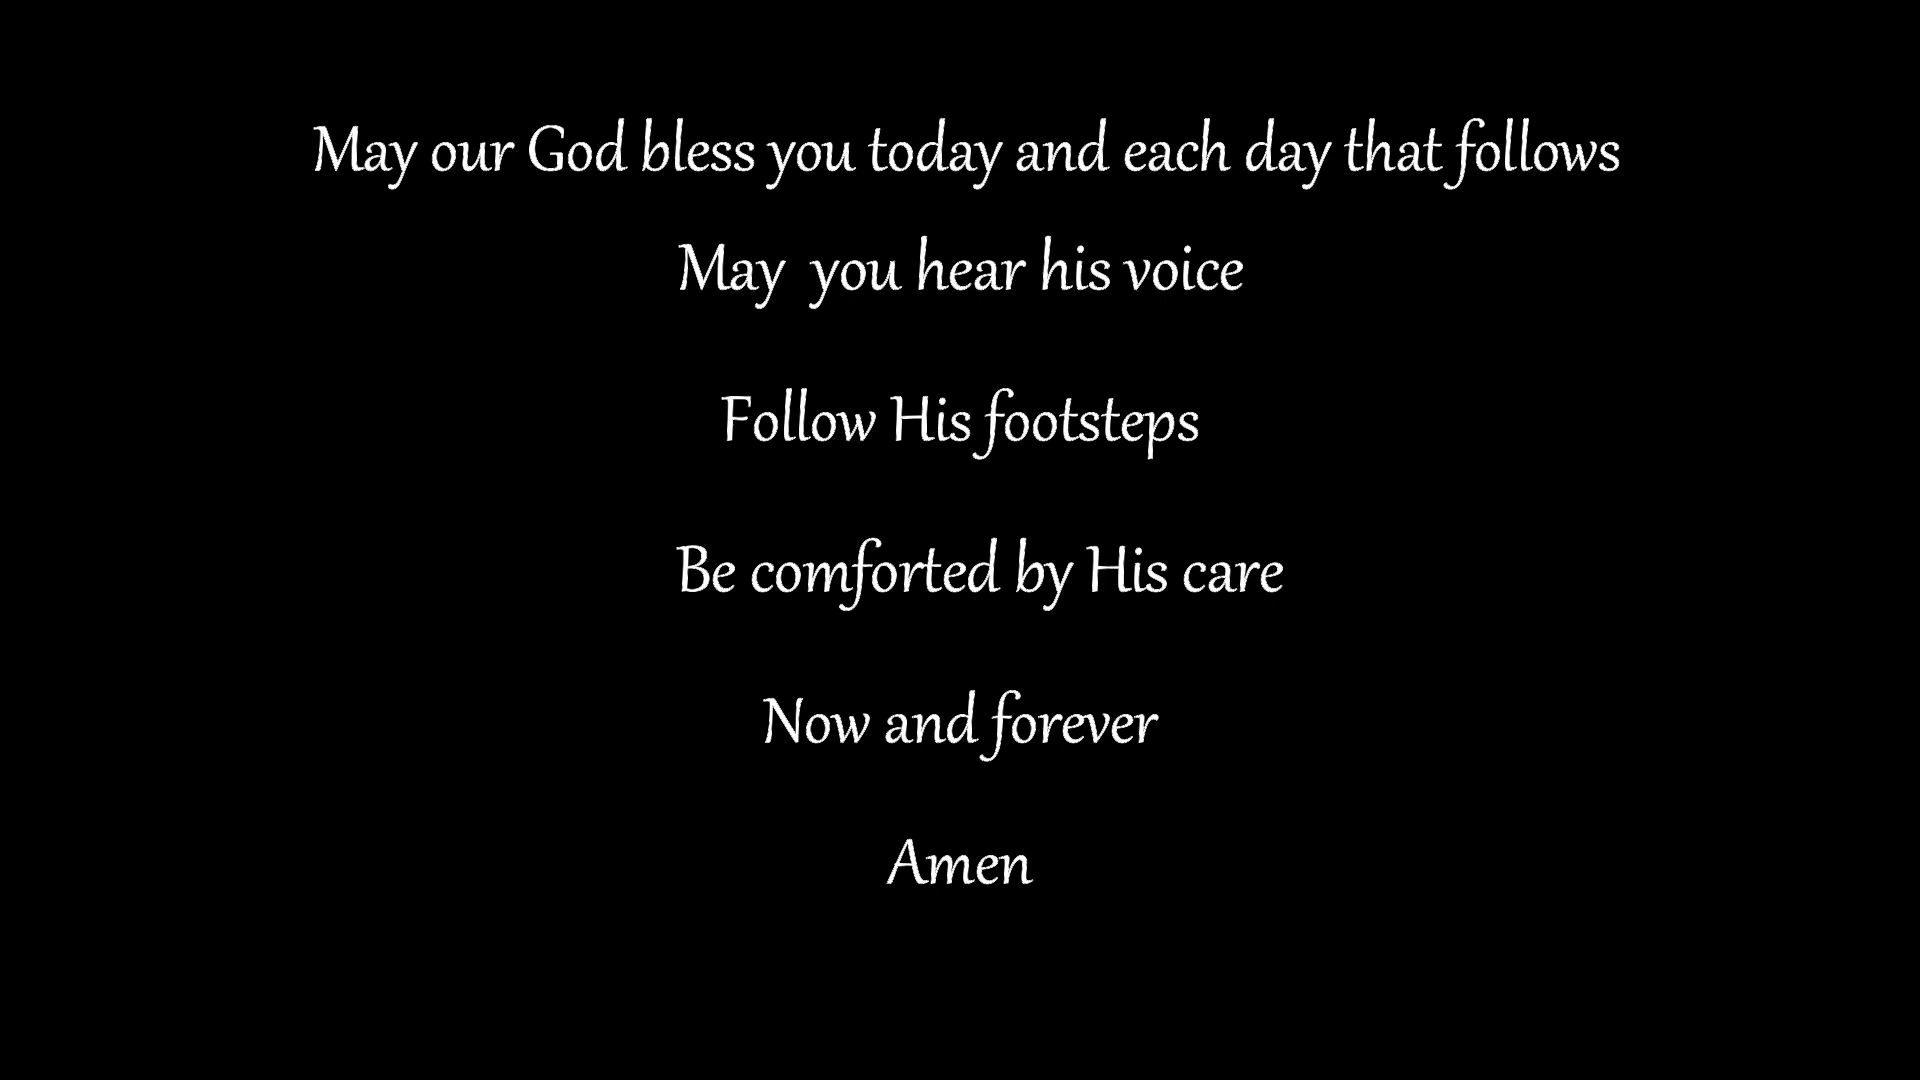 May our God bless you today and each day that follows
May  you hear his voice
Follow His footsteps
Be comforted by His care
Now and forever
Amen